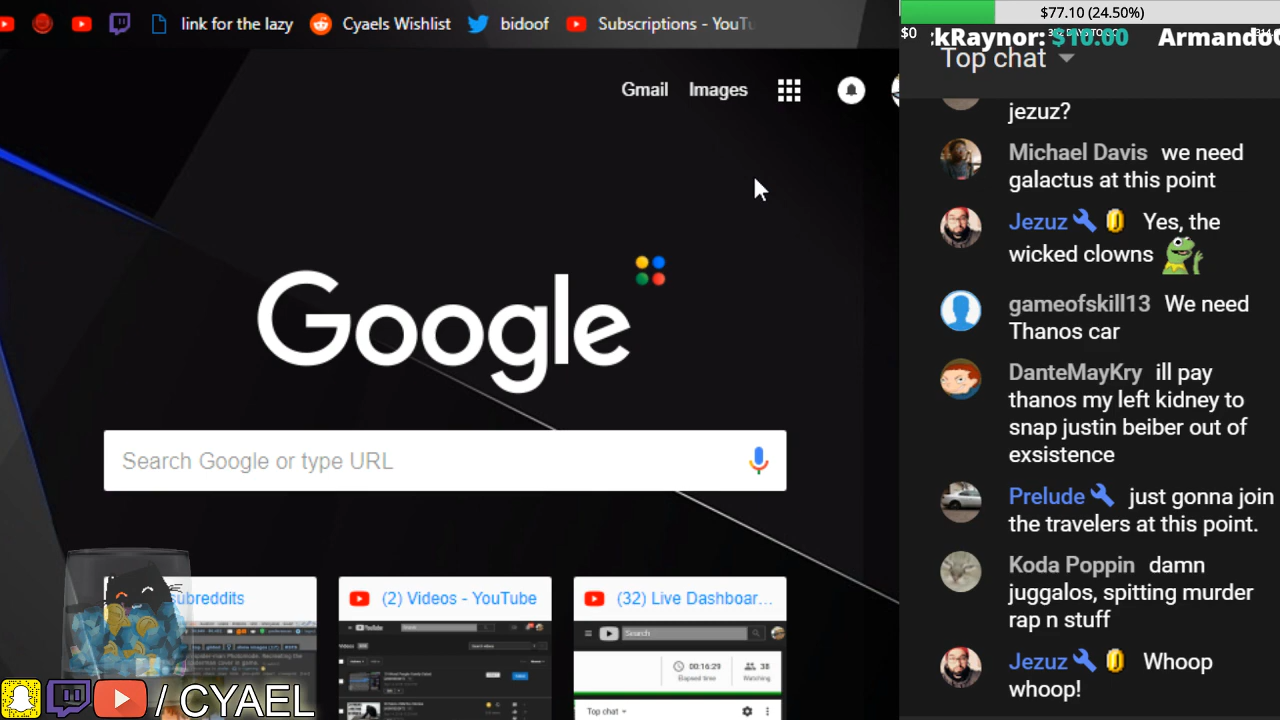 link for the lazy
Cyaels Wishlist
bidoof
Subscriptions - YouTu
Gmail
Images
Google
Search Google or type URL
subreddits
(2) Videos - YouTube
(32) Live Dashboar...
YouTube
Search
Search
00:16:29
Elapsed time
38
Watching
Top chat
/CYAEL
$77.10 (24.50%)
$0
kRaynor: $10.00
Armando
Top chat
jezuz?
Michael Davis we need
galactus at this point
Jezuz Yes, the
wicked clowns
gameofskill13 We need
Thanos car
DanteMayKry ill pay
thanos my left kidney to
snap justin beiber out of
exsistence
Prelude just gonna join
the travelers at this point.
Koda Poppin damn
juggalos, spitting murder
rap n stuff
Jezuz Whoop
whoop!